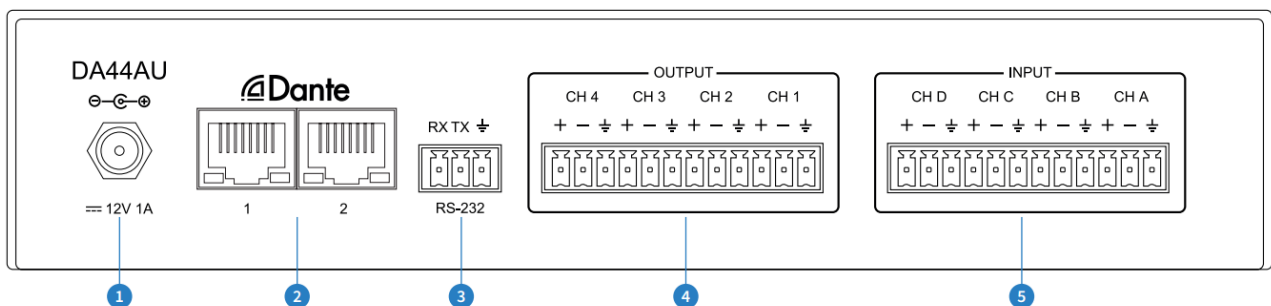 DA44AU
Dante
OUTPUT
INPUT
CH 4 CH 3 CH 2 CH 1
CH D CH C CH B CH A
RX TX ⏚
+ − ⏚ + − ⏚ + − ⏚ + − ⏚
+ − ⏚ + − ⏚ + − ⏚ + − ⏚
⎓ 12V 1A
1
2
RS-232
1
2
3
4
5